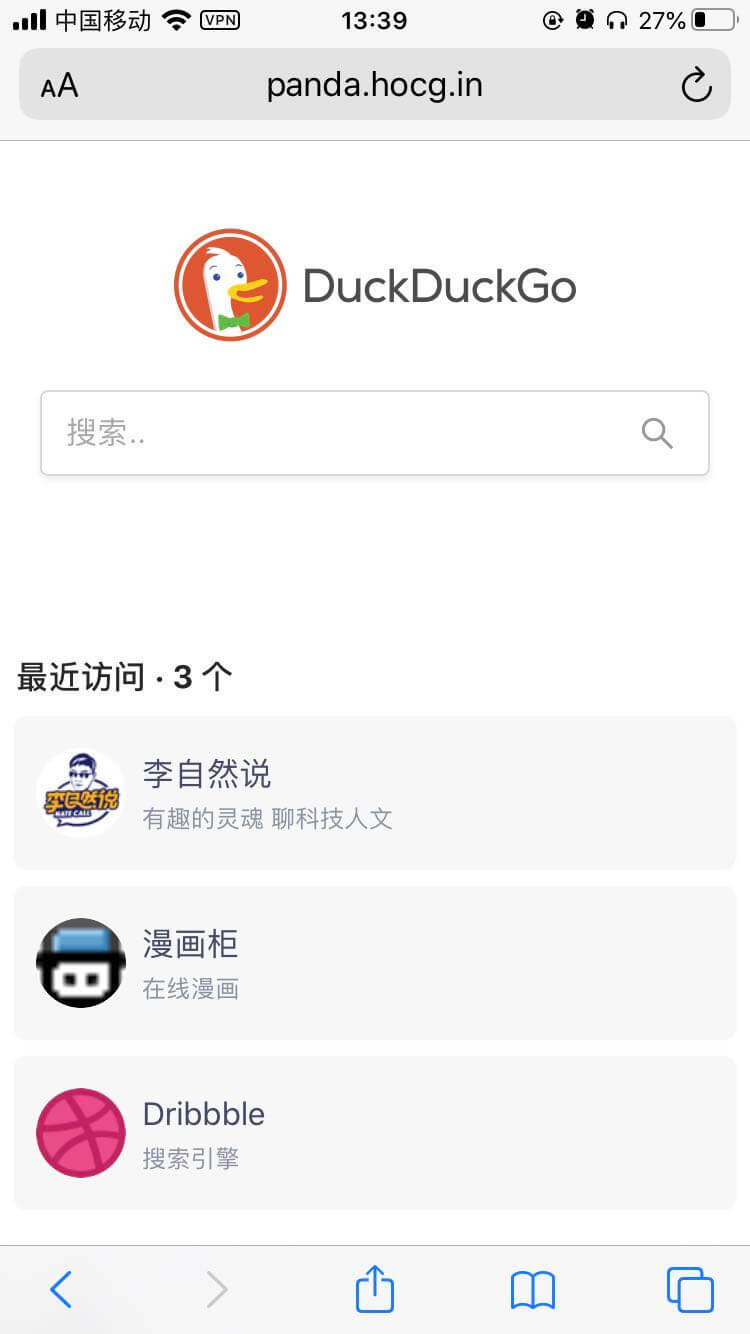 中国移动 VPN 13:39 27%
AA panda.hocg.in
DuckDuckGo
搜索..
最近访问 · 3 个
李自然说
李自然说
NATE CALL
有趣的灵魂 聊科技人文
漫画柜
在线漫画
Dribbble
搜索引擎